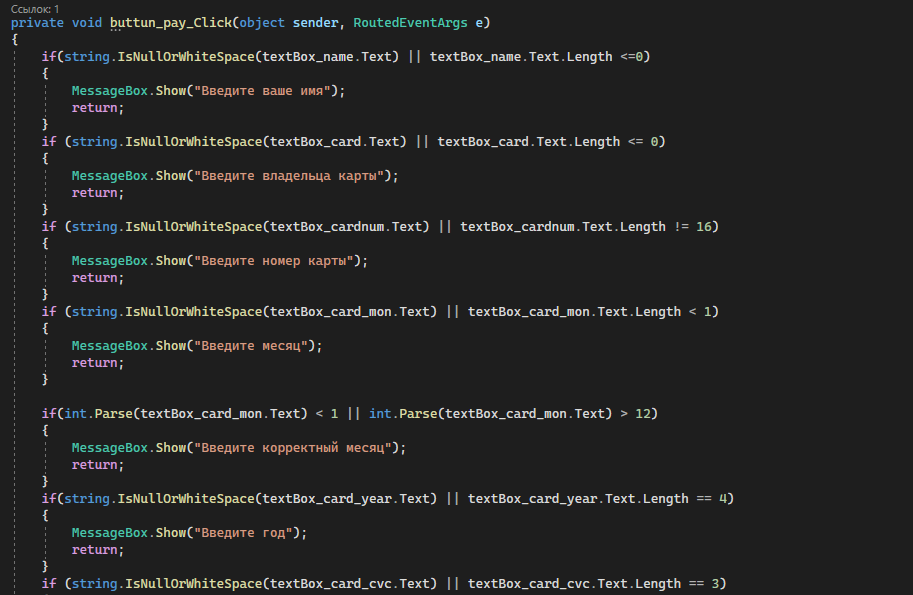 Ссылок: 1
private void buttun_pay_Click(object sender, RoutedEventArgs e)
{
if(string.IsNullOrWhiteSpace(textBox_name.Text) || textBox_name.Text.Length <=0)
{
MessageBox.Show("Введите ваше имя");
return;
}
if (string.IsNullOrWhiteSpace(textBox_card.Text) || textBox_card.Text.Length <= 0)
{
MessageBox.Show("Введите владельца карты");
return;
}
if (string.IsNullOrWhiteSpace(textBox_cardnum.Text) || textBox_cardnum.Text.Length != 16)
{
MessageBox.Show("Введите номер карты");
return;
}
if (string.IsNullOrWhiteSpace(textBox_card_mon.Text) || textBox_card_mon.Text.Length < 1)
{
MessageBox.Show("Введите месяц");
return;
}
if(int.Parse(textBox_card_mon.Text) < 1 || int.Parse(textBox_card_mon.Text) > 12)
{
MessageBox.Show("Введите корректный месяц");
return;
}
if(string.IsNullOrWhiteSpace(textBox_card_year.Text) || textBox_card_year.Text.Length == 4)
{
MessageBox.Show("Введите год");
return;
}
if (string.IsNullOrWhiteSpace(textBox_card_cvc.Text) || textBox_card_cvc.Text.Length == 3)